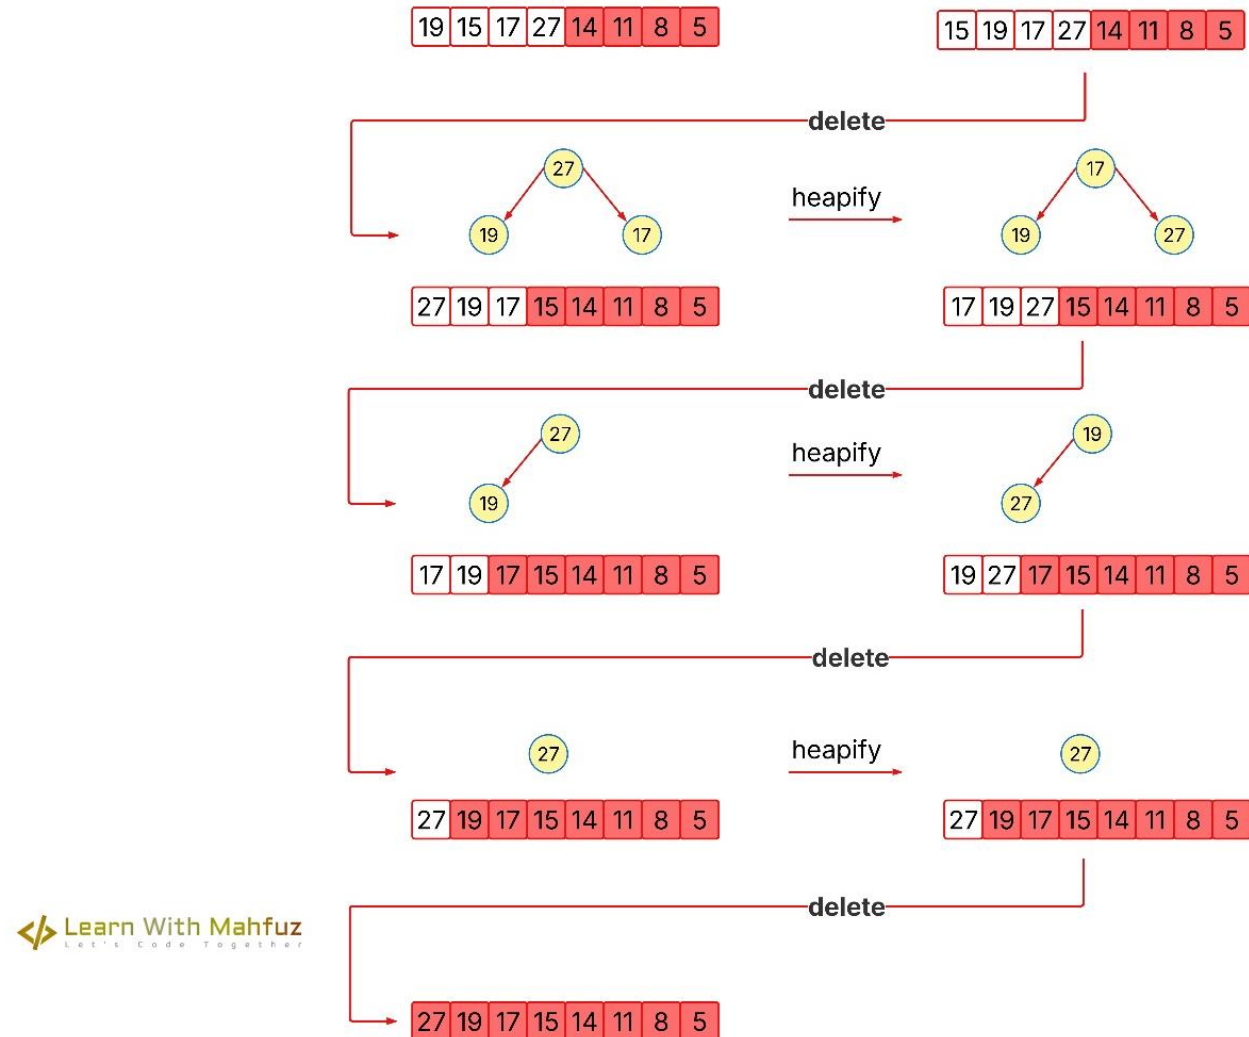 19 15 17 27 14 11 8 5
15 19 17 27 14 11 8 5
delete
27
19 17
heapify
17
19 27
27 19 17 15 14 11 8 5
17 19 27 15 14 11 8 5
delete
27
19
heapify
19
27
17 19 17 15 14 11 8 5
19 27 17 15 14 11 8 5
delete
27
heapify
27
27 19 17 15 14 11 8 5
27 19 17 15 14 11 8 5
delete
</> Learn With Mahfuz
Let's Code Together
27 19 17 15 14 11 8 5